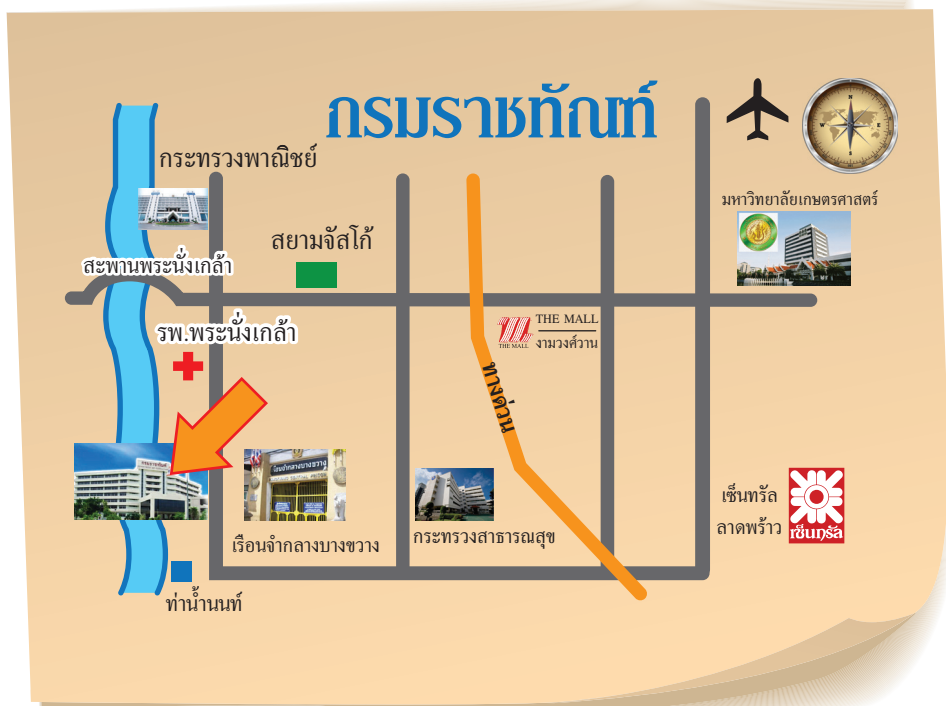 กรมราชทัณฑ์
กระทรวงพาณิชย์
มหาวิทยาลัยเกษตรศาสตร์
สยามจัสโก้
สะพานพระนั่งเกล้า
THE MALL
THE MALL งามวงศ์วาน
รพ.พระนั่งเกล้า
ทางด่วน
เรือนจำกลางบางขวาง
กระทรวงสาธารณสุข
เซ็นทรัล
ลาดพร้าว
เซ็นทรัล
ท่าน้ำนนท์
N
W
E
S